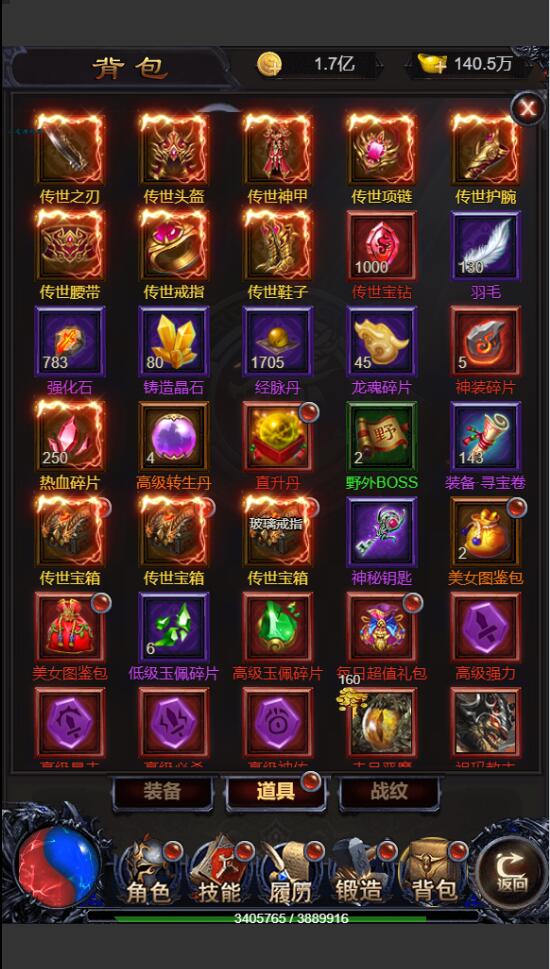 背包
1.7亿
140.5万
传世之刃
传世头盔
传世神甲
传世项链
传世护腕
传世腰带
传世戒指
传世鞋子
1000
传世宝钻
130
羽毛
783
强化石
80
铸造晶石
1705
经脉丹
45
龙魂碎片
5
神装碎片
250
热血碎片
4
高级转生丹
直升丹
野
2
野外BOSS
143
装备·寻宝卷
传世宝箱
传世宝箱
玻璃戒指
传世宝箱
神秘钥匙
2
美女图鉴包
美女图鉴包
6
低级玉佩碎片
高级玉佩碎片
每日超值礼包
高级强力
160
装备
道具
战纹
角色
技能
履历
锻造
背包
返回
3405765 / 3889916